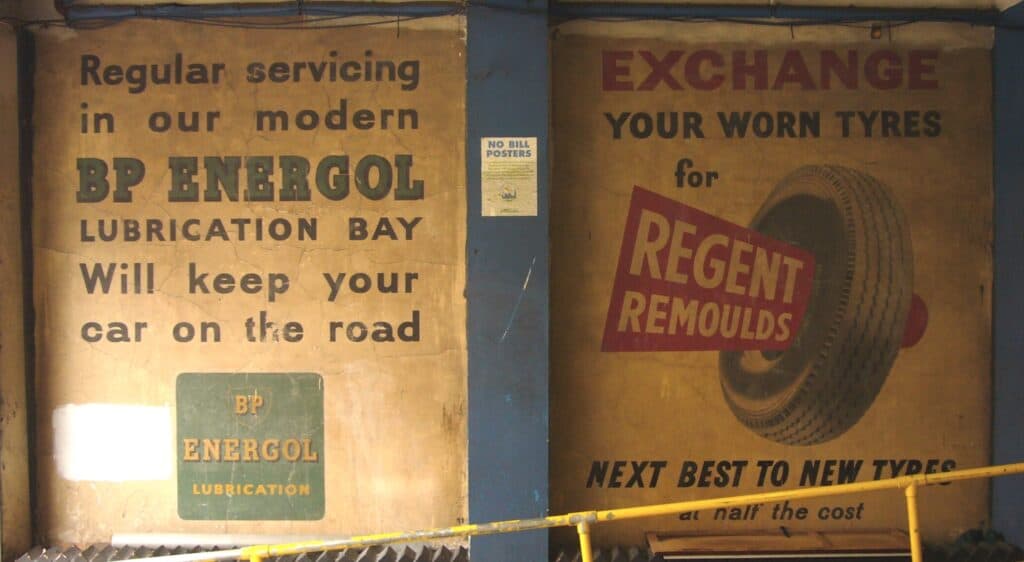 Regular servicing
in our modern
BP ENERGOL
LUBRICATION BAY
Will keep your
car on the road
BP
ENERGOL
LUBRICATION
NO BILL
POSTERS
EXCHANGE
YOUR WORN TYRES
for
REGENT
REMOULDS
NEXT BEST TO NEW TYRES
at half the cost